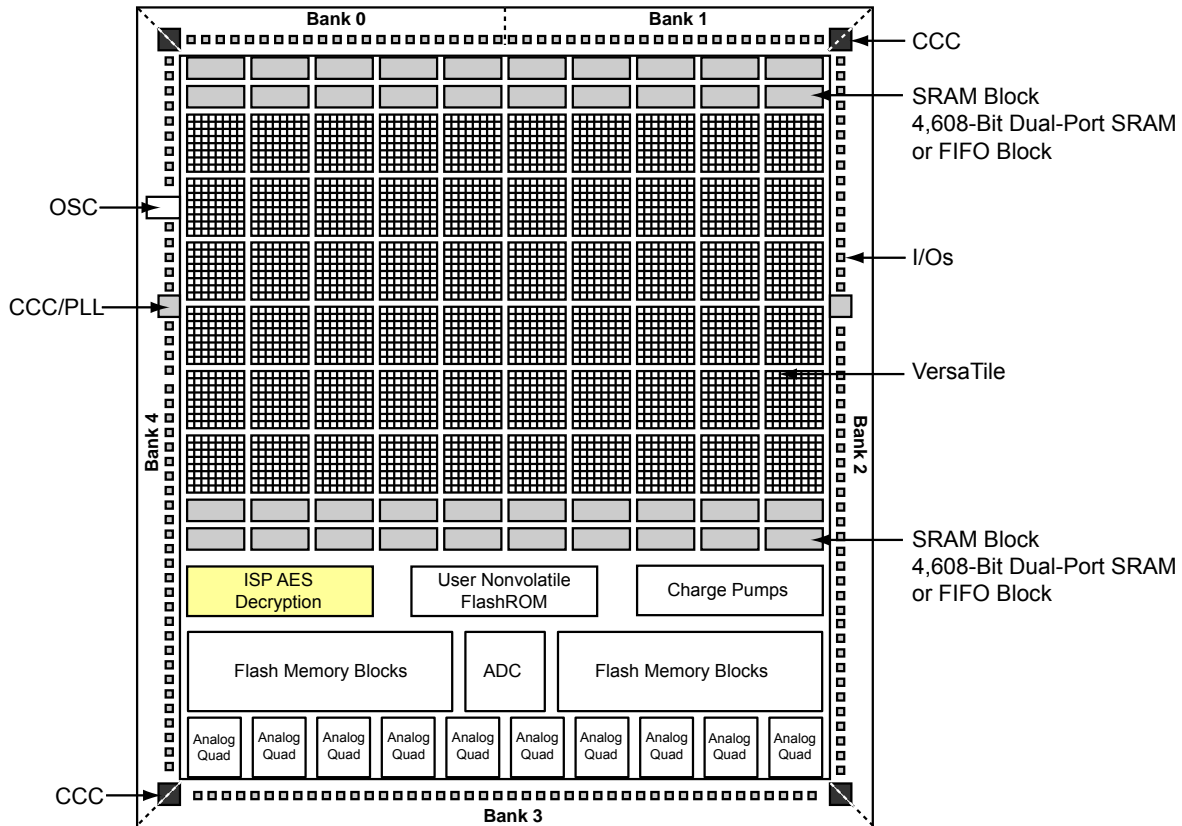 Bank 0
Bank 1
CCC
SRAM Block
4,608-Bit Dual-Port SRAM
or FIFO Block
OSC
I/Os
CCC/PLL
VersaTile
Bank 4
Bank 2
SRAM Block
4,608-Bit Dual-Port SRAM
or FIFO Block
ISP AES
Decryption
User Nonvolatile
FlashROM
Charge Pumps
Flash Memory Blocks
ADC
Flash Memory Blocks
Analog
Quad
Analog
Quad
Analog
Quad
Analog
Quad
Analog
Quad
Analog
Quad
Analog
Quad
Analog
Quad
Analog
Quad
Analog
Quad
CCC
Bank 3